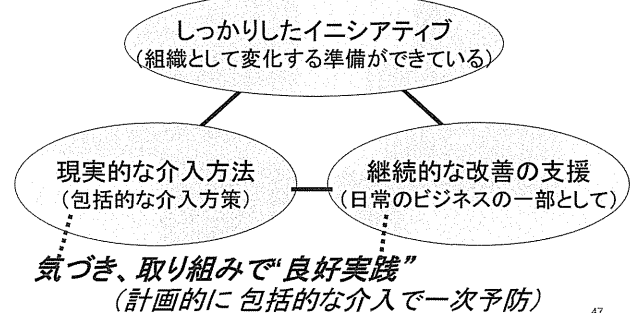 しっかりしたイニシアティブ
(組織として変化する準備ができている)
現実的な介入方法
(包括的な介入方策)
継続的な改善の支援
(日常のビジネスの一部として)
気づき、取り組みで“良好実践”
(計画的に 包括的な介入で一次予防)
47